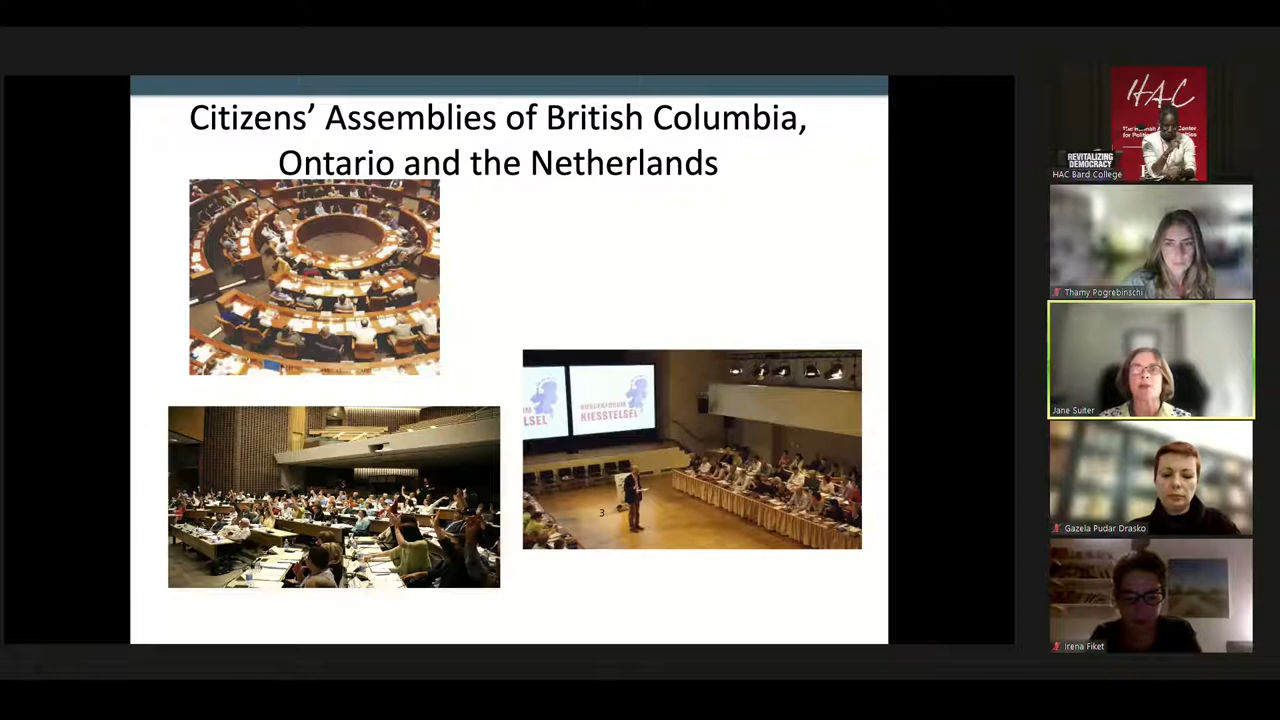 Citizens’ Assemblies of British Columbia,
Ontario and the Netherlands
KIESSTELSEL
3
HAC
REVITALIZING
DEMOCRACY
HAC Bard College
Thamy Pogrebinschi
Jane Suiter
Gazela Pudar Drasko
Irena Fiket